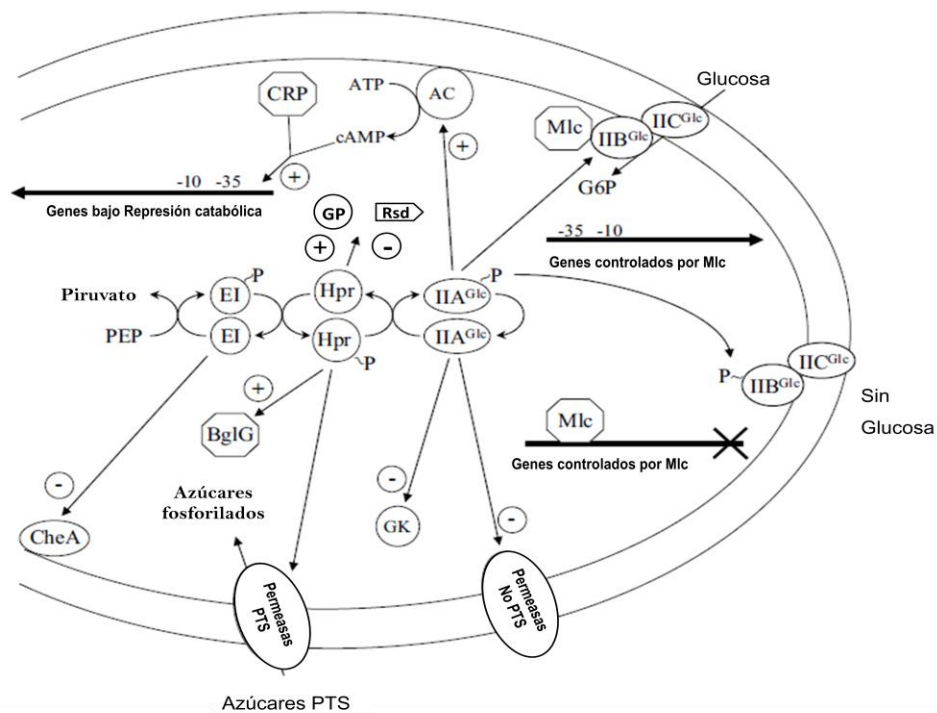 Glucosa
ATP
AC
CRP
cAMP
Mlc
IIB^Glc
IIC^Glc
G6P
+
+
-10 -35
Genes bajo Represión catabólica
GP
Rsd
+
-
-35 -10
Genes controlados por Mlc
P
EI
Hpr
P
IIA^Glc
Piruvato
PEP
EI
Hpr
P
IIA^Glc
P
IIB^Glc
IIC^Glc
Sin
Glucosa
+
BglG
Mlc
Genes controlados por Mlc
-
CheA
Azúcares
fosforilados
-
GK
-
Permeasas
PTS
Permeasas
No PTS
Azúcares PTS